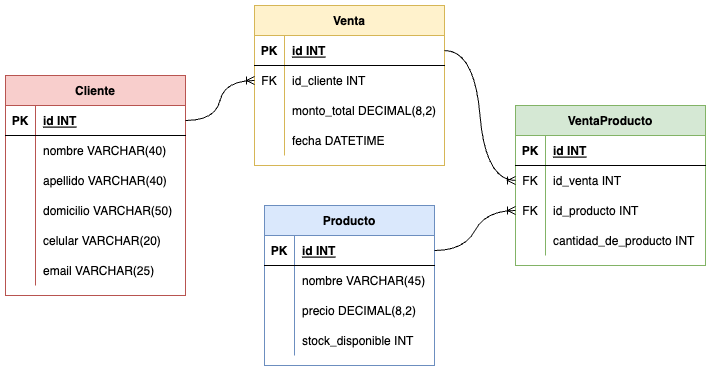 Venta
PK id INT
FK id_cliente INT
monto_total DECIMAL(8,2)
fecha DATETIME
Cliente
PK id INT
nombre VARCHAR(40)
apellido VARCHAR(40)
domicilio VARCHAR(50)
celular VARCHAR(20)
email VARCHAR(25)
VentaProducto
PK id INT
FK id_venta INT
FK id_producto INT
cantidad_de_producto INT
Producto
PK id INT
nombre VARCHAR(45)
precio DECIMAL(8,2)
stock_disponible INT